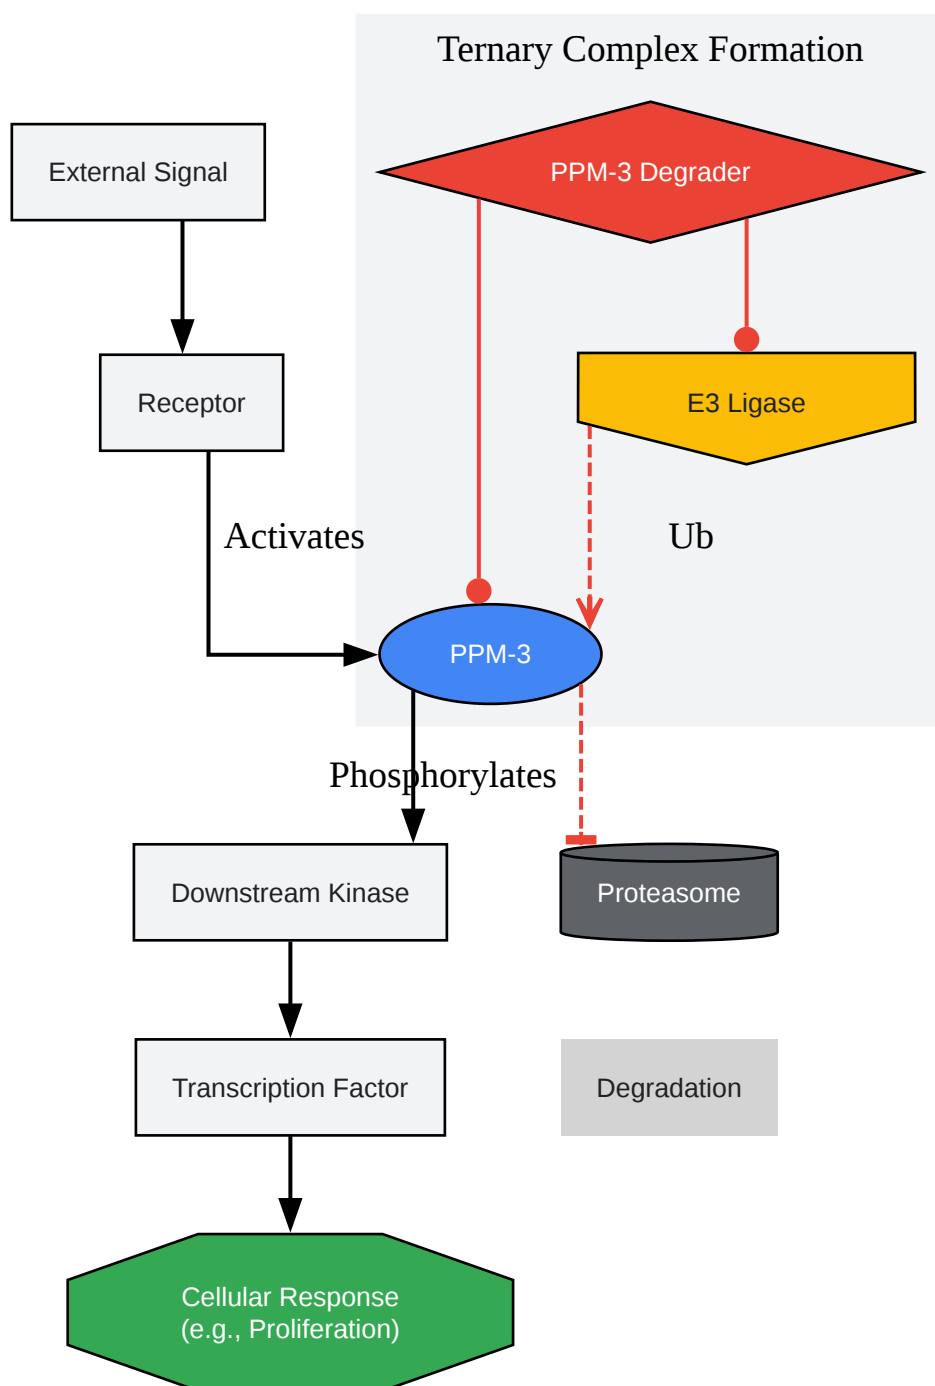 Ternary Complex Formation
External Signal
PPM-3 Degrader
Receptor
E3 Ligase
Activates
Ub
PPM-3
Phosphorylates
Downstream Kinase
Proteasome
Transcription Factor
Degradation
Cellular Response
(e.g., Proliferation)